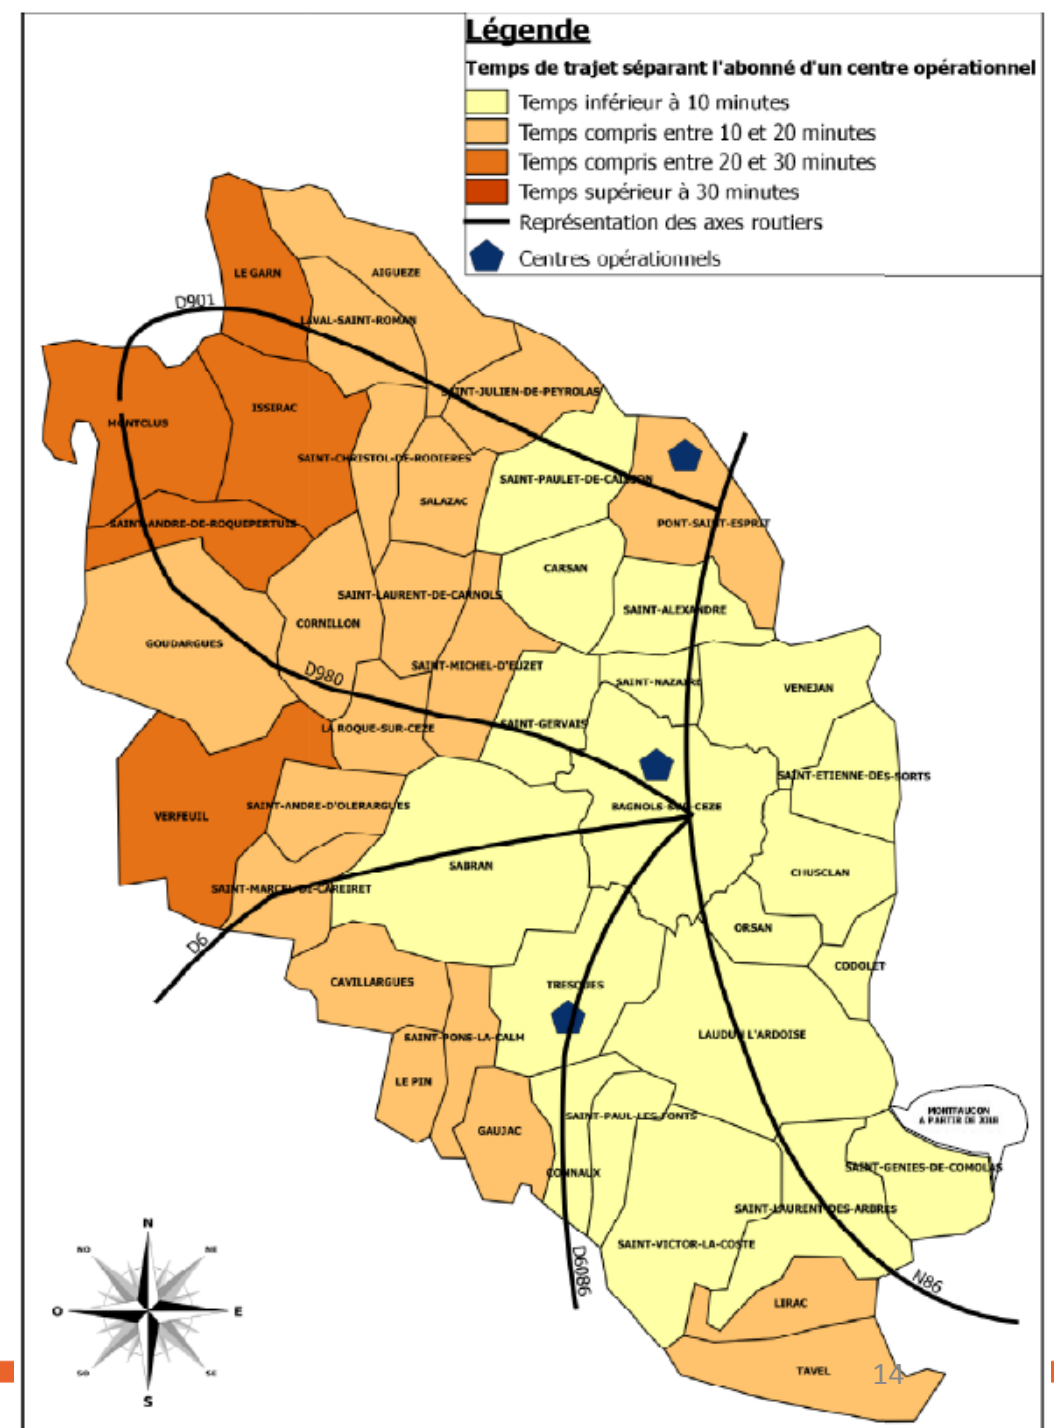 Légende
Temps de trajet séparant l'abonné d'un centre opérationnel
Temps inférieur à 10 minutes
Temps compris entre 10 et 20 minutes
Temps compris entre 20 et 30 minutes
Temps supérieur à 30 minutes
Représentation des axes routiers
Centres opérationnels
LE GARN
AIGUEZE
D901
LAVAL-SAINT-ROMAN
SAINT-JULIEN-DE-PEYROLAS
ISSIRAC
MONTCLUS
SAINT-CHRISTOL-DE-RODIERES
SAINT-PAULET-DE-CAISSON
SALAZAC
SAINT-ANDRE-DE-ROQUEPERTUIS
PONT-SAINT-ESPRIT
CARSAN
SAINT-LAURENT-DE-CARNOLS
SAINT-ALEXANDRE
CORNILLON
GOUDARGUES
SAINT-MICHEL-D'EUZET
D980
SAINT-NAZAIRE
VENEJAN
SAINT-GERVAIS
LA ROQUE-SUR-CEZE
SAINT-ETIENNE-DES-SORTS
SAINT-ANDRE-D'OLERARGUES
BAGNOLS-SUR-CEZE
VERFEUIL
SABRAN
CHUSCLAN
SAINT-MARCEL-DE-CAREIRET
ORSAN
D6
CODOLET
CAVILLARGUES
TRESQUES
SAINT-PONS-LA-CALM
LAUDUN L'ARDOISE
LE PIN
SAINT-PAUL-LES-FONTS
MONTFAUCON
A PARTIR DE 2018
GAUJAC
CONNAUX
SAINT-GENIES-DE-COMOLAS
SAINT-LAURENT-DES-ARBRES
SAINT-VICTOR-LA-COSTE
D6086
N86
LIRAC
TAVEL
N
NO
NE
O
E
SO
SE
S
14